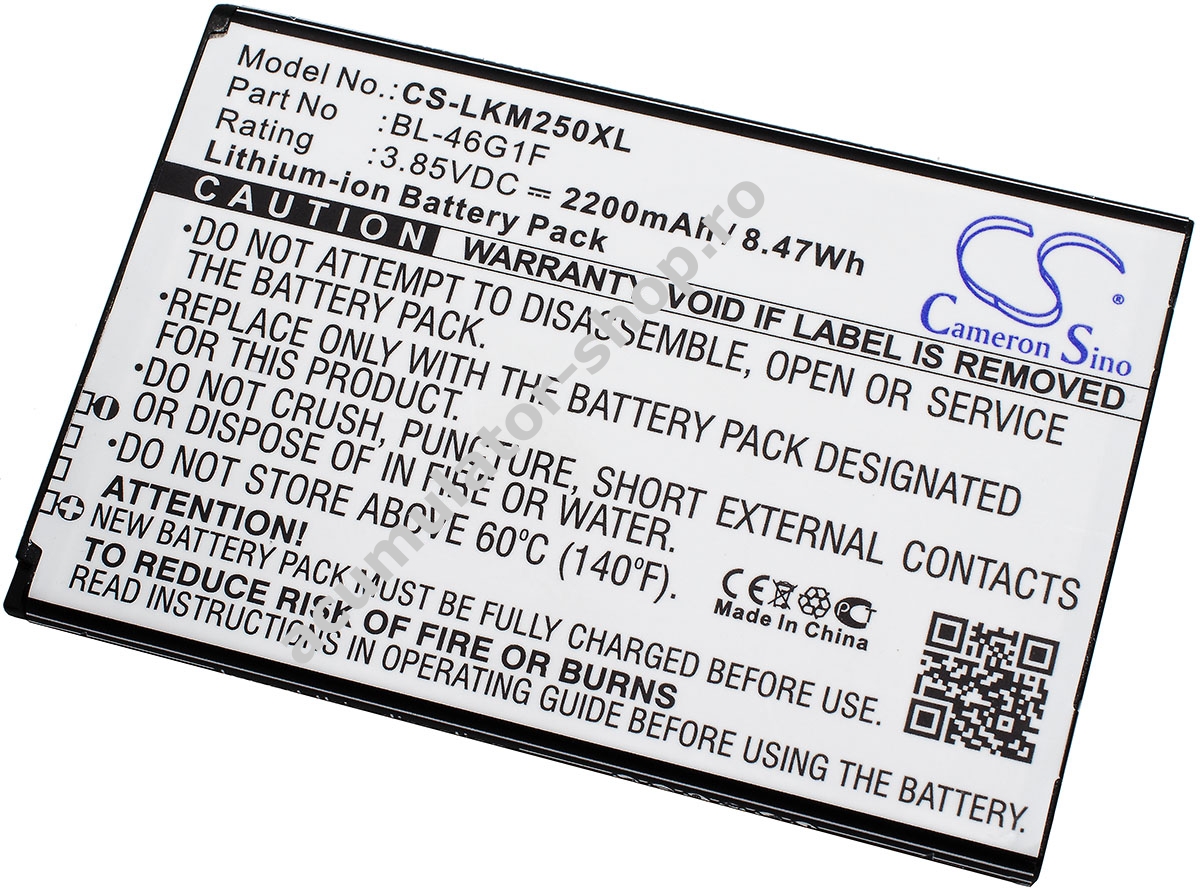 Model No.: CS-LKM250XL
Part No : BL-46G1F
Rating : 3.85VDC ⎓ 2200mAh / 8.47Wh
Lithium-ion Battery Pack
CAUTION WARRANTY VOID IF LABEL IS REMOVED
CS ®
Cameron Sino
•DO NOT ATTEMPT TO DISASSEMBLE, OPEN OR SERVICE
THE BATTERY PACK.
•REPLACE ONLY WITH THE BATTERY PACK DESIGNATED
FOR THIS PRODUCT.
•DO NOT CRUSH, PUNCTURE, SHORT EXTERNAL CONTACTS
OR DISPOSE OF IN FIRE OR WATER.
•DO NOT STORE ABOVE 60°C (140°F).
ATTENTION!
NEW BATTERY PACK MUST BE FULLY CHARGED BEFORE USE.
TO REDUCE RISK OF FIRE OR BURNS
READ INSTRUCTIONS IN OPERATING GUIDE BEFORE USING THE BATTERY.
CE
Made In China
acumulator-shop.ro